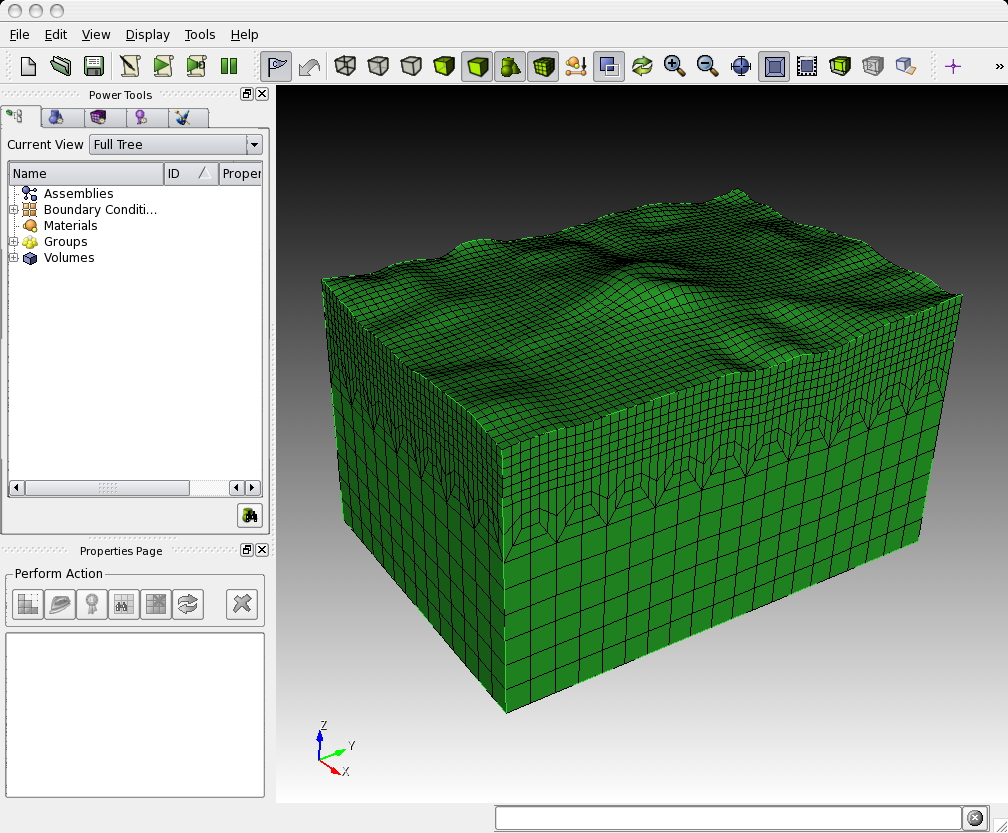 File Edit View Display Tools Help
»
Power Tools
Current View Full Tree
Name ID Proper
Assemblies
Boundary Conditi...
Materials
Groups
Volumes
Properties Page
Perform Action
Z
Y
X